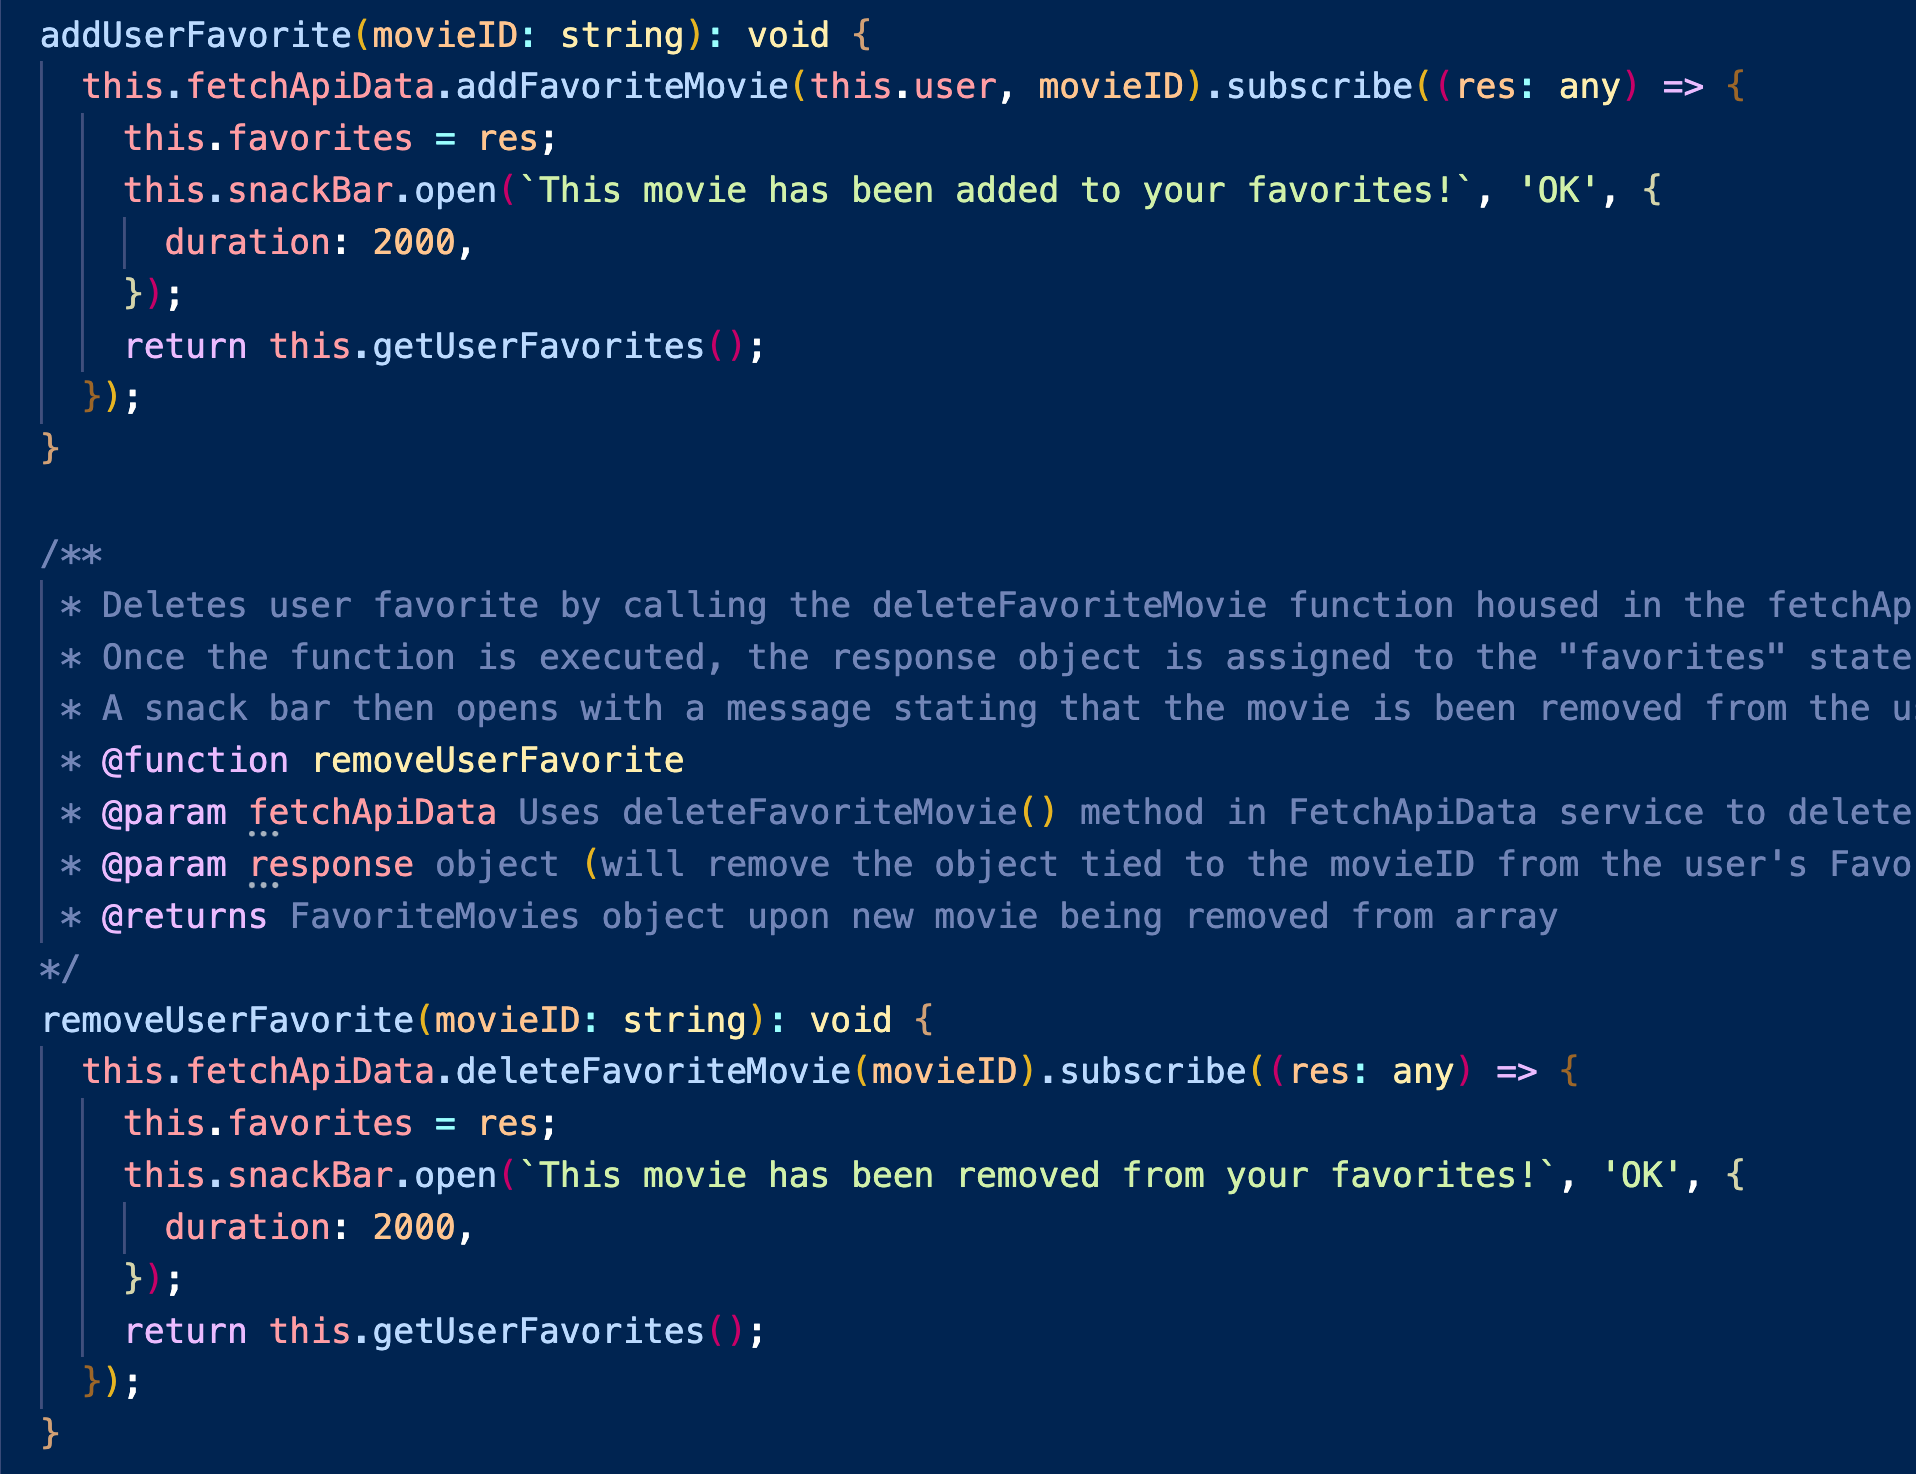 addUserFavorite(movieID: string): void {
this.fetchApiData.addFavoriteMovie(this.user, movieID).subscribe((res: any) => {
this.favorites = res;
this.snackBar.open(`This movie has been added to your favorites!`, 'OK', {
duration: 2000,
});
return this.getUserFavorites();
});
}
/**
* Deletes user favorite by calling the deleteFavoriteMovie function housed in the fetchAp
* Once the function is executed, the response object is assigned to the "favorites" state
* A snack bar then opens with a message stating that the movie is been removed from the u
* @function removeUserFavorite
* @param fetchApiData Uses deleteFavoriteMovie() method in FetchApiData service to delete
* @param response object (will remove the object tied to the movieID from the user's Favo
* @returns FavoriteMovies object upon new movie being removed from array
*/
removeUserFavorite(movieID: string): void {
this.fetchApiData.deleteFavoriteMovie(movieID).subscribe((res: any) => {
this.favorites = res;
this.snackBar.open(`This movie has been removed from your favorites!`, 'OK', {
duration: 2000,
});
return this.getUserFavorites();
});
}